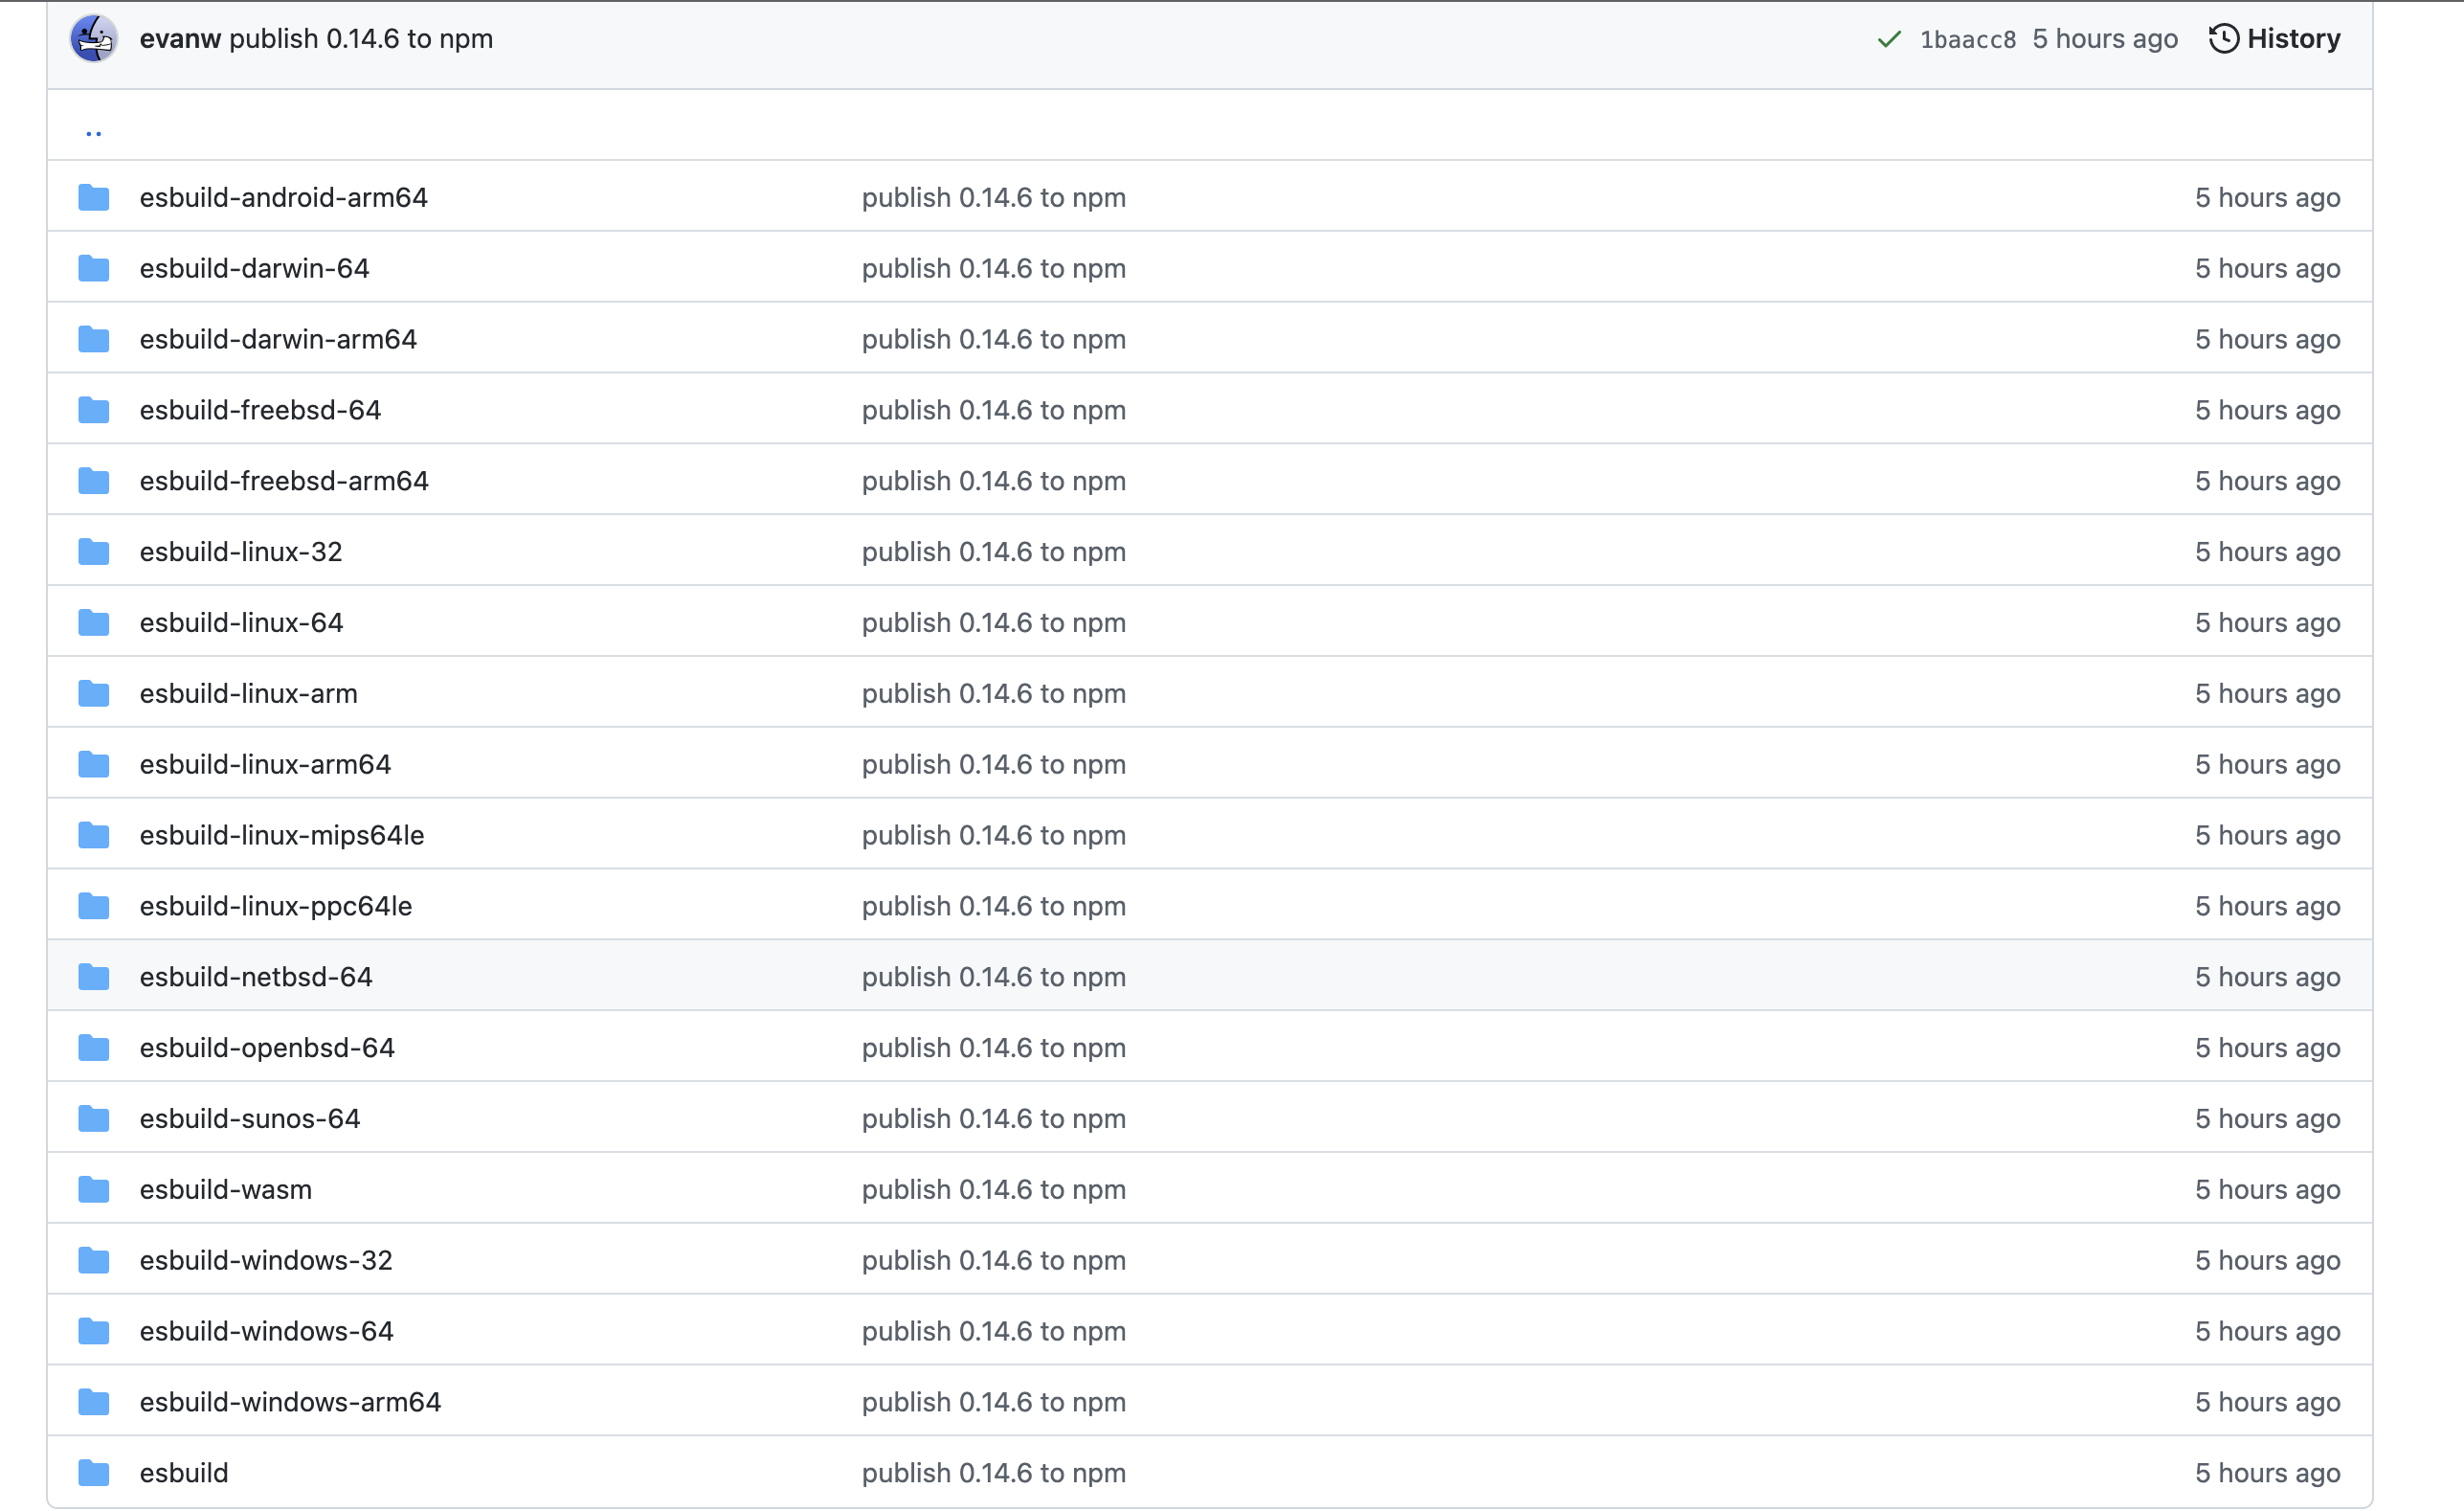 evanw publish 0.14.6 to npm 1baacc8 5 hours ago History
..
esbuild-android-arm64 publish 0.14.6 to npm 5 hours ago
esbuild-darwin-64 publish 0.14.6 to npm 5 hours ago
esbuild-darwin-arm64 publish 0.14.6 to npm 5 hours ago
esbuild-freebsd-64 publish 0.14.6 to npm 5 hours ago
esbuild-freebsd-arm64 publish 0.14.6 to npm 5 hours ago
esbuild-linux-32 publish 0.14.6 to npm 5 hours ago
esbuild-linux-64 publish 0.14.6 to npm 5 hours ago
esbuild-linux-arm publish 0.14.6 to npm 5 hours ago
esbuild-linux-arm64 publish 0.14.6 to npm 5 hours ago
esbuild-linux-mips64le publish 0.14.6 to npm 5 hours ago
esbuild-linux-ppc64le publish 0.14.6 to npm 5 hours ago
esbuild-netbsd-64 publish 0.14.6 to npm 5 hours ago
esbuild-openbsd-64 publish 0.14.6 to npm 5 hours ago
esbuild-sunos-64 publish 0.14.6 to npm 5 hours ago
esbuild-wasm publish 0.14.6 to npm 5 hours ago
esbuild-windows-32 publish 0.14.6 to npm 5 hours ago
esbuild-windows-64 publish 0.14.6 to npm 5 hours ago
esbuild-windows-arm64 publish 0.14.6 to npm 5 hours ago
esbuild publish 0.14.6 to npm 5 hours ago